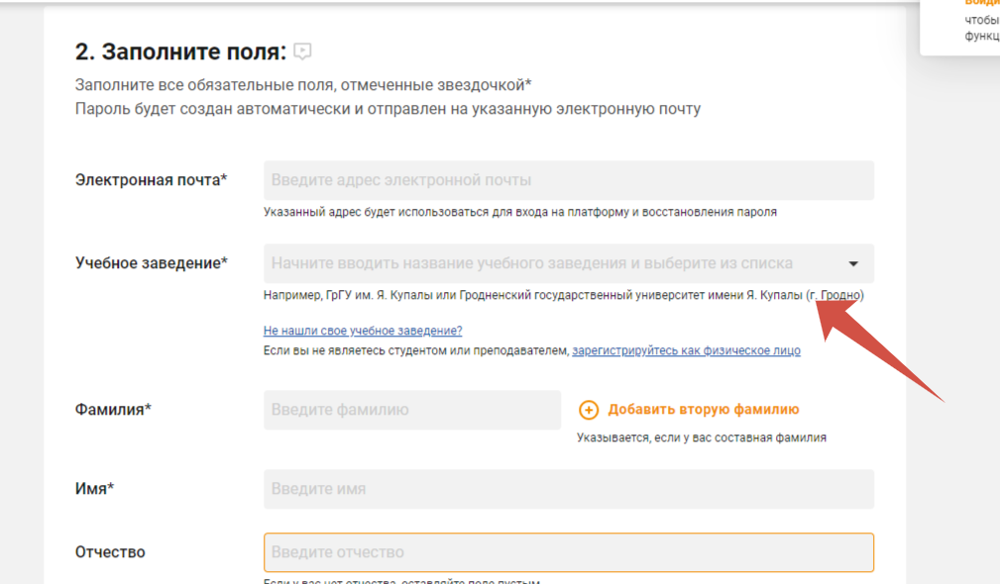 Войди
чтобы
функц
2. Заполните поля:
Заполните все обязательные поля, отмеченные звездочкой*
Пароль будет создан автоматически и отправлен на указанную электронную почту
Электронная почта*
Введите адрес электронной почты
Указанный адрес будет использоваться для входа на платформу и восстановления пароля
Учебное заведение*
Начните вводить название учебного заведения и выберите из списка
Например, ГрГУ им. Я. Купалы или Гродненский государственный университет имени Я. Купалы (г. Гродно)
Не нашли свое учебное заведение?
Если вы не являетесь студентом или преподавателем, зарегистрируйтесь как физическое лицо
Фамилия*
Введите фамилию
Добавить вторую фамилию
Указывается, если у вас составная фамилия
Имя*
Введите имя
Отчество
Введите отчество
Если у вас нет отчества, оставляйте поле пустым